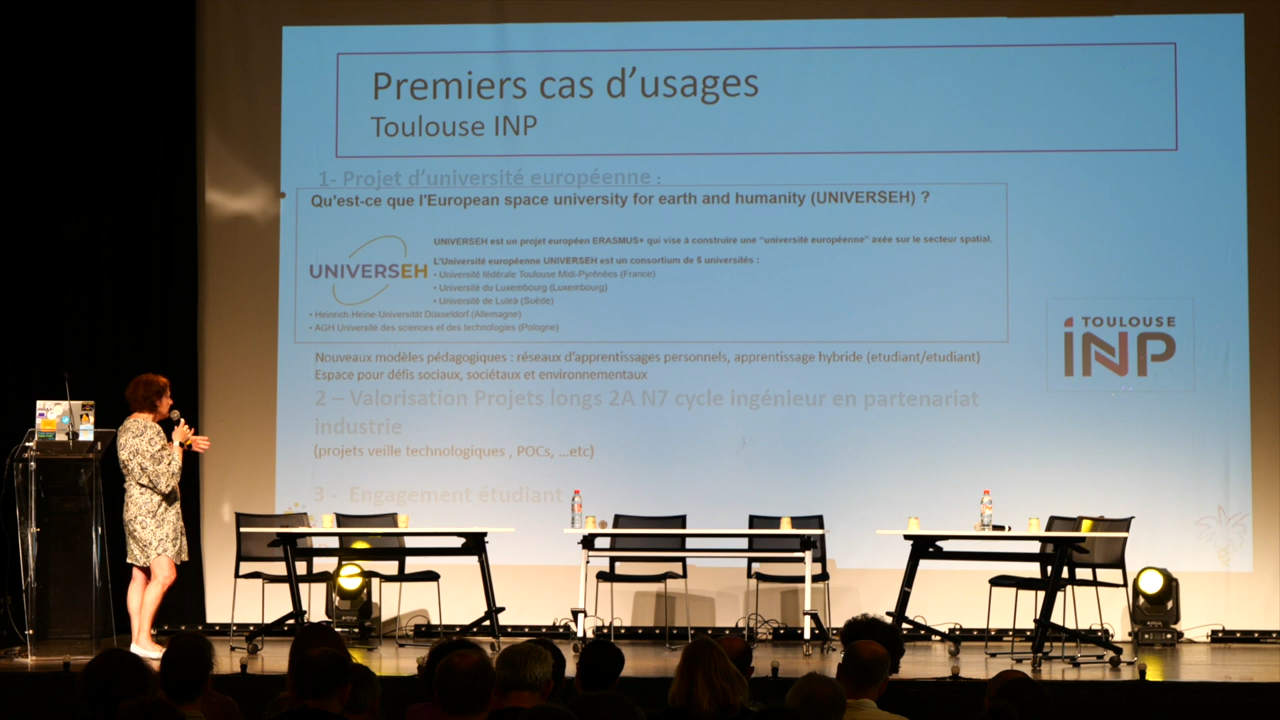 Premiers cas d'usages
Toulouse INP
1- Projet d'université européenne :
Qu'est-ce que l'European space university for earth and humanity (UNIVERSEH) ?
UNIVERSEH est un projet européen ERASMUS+ qui vise à construire une "université européenne" axée sur le secteur spatial.
L'Université européenne UNIVERSEH est un consortium de 5 universités :
UNIVERSEH
• Université fédérale Toulouse Midi-Pyrénées (France)
• Université du Luxembourg (Luxembourg)
• Université de Lulea (Suède)
• Heinrich-Heine-Universität Düsseldorf (Allemagne)
• AGH Université des sciences et des technologies (Pologne)
TOULOUSE
INP
Nouveaux modèles pédagogiques : réseaux d'apprentissages personnels, apprentissage hybride (etudiant/etudiant)
Espace pour défis sociaux, sociétaux et environnementaux
2 – Valorisation Projets longs 2A N7 cycle ingénieur en partenariat
industrie
(projets veille technologiques , POCs, ...etc)
3 - Engagement étudiant